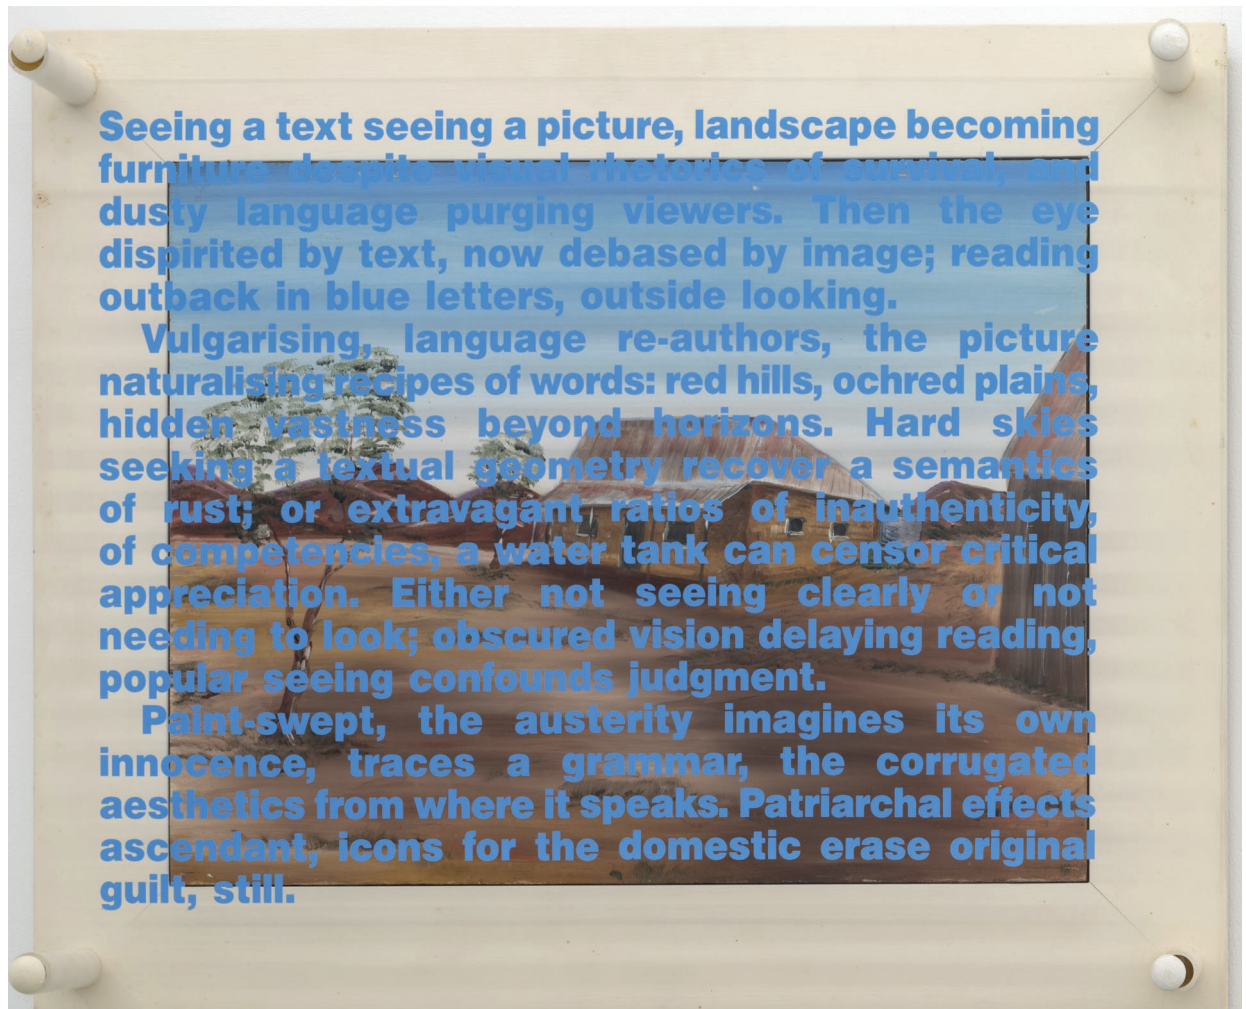 Seeing a text seeing a picture, landscape becoming
furniture despite visual rhetorics of survival, and
dusty language purging viewers. Then the eye
dispirited by text, now debased by image; reading
outback in blue letters, outside looking.
Vulgarising, language re-authors, the picture
naturalising recipes of words: red hills, ochred plains,
hidden vastness beyond horizons. Hard skies
seeking a textual geometry recover a semantics
of rust; or extravagant ratios of inauthenticity,
of competencies, a water tank can censor critical
appreciation. Either not seeing clearly or not
needing to look; obscured vision delaying reading,
popular seeing confounds judgment.
Paint-swept, the austerity imagines its own
innocence, traces a grammar, the corrugated
aesthetics from where it speaks. Patriarchal effects
ascendant, icons for the domestic erase original
guilt, still.